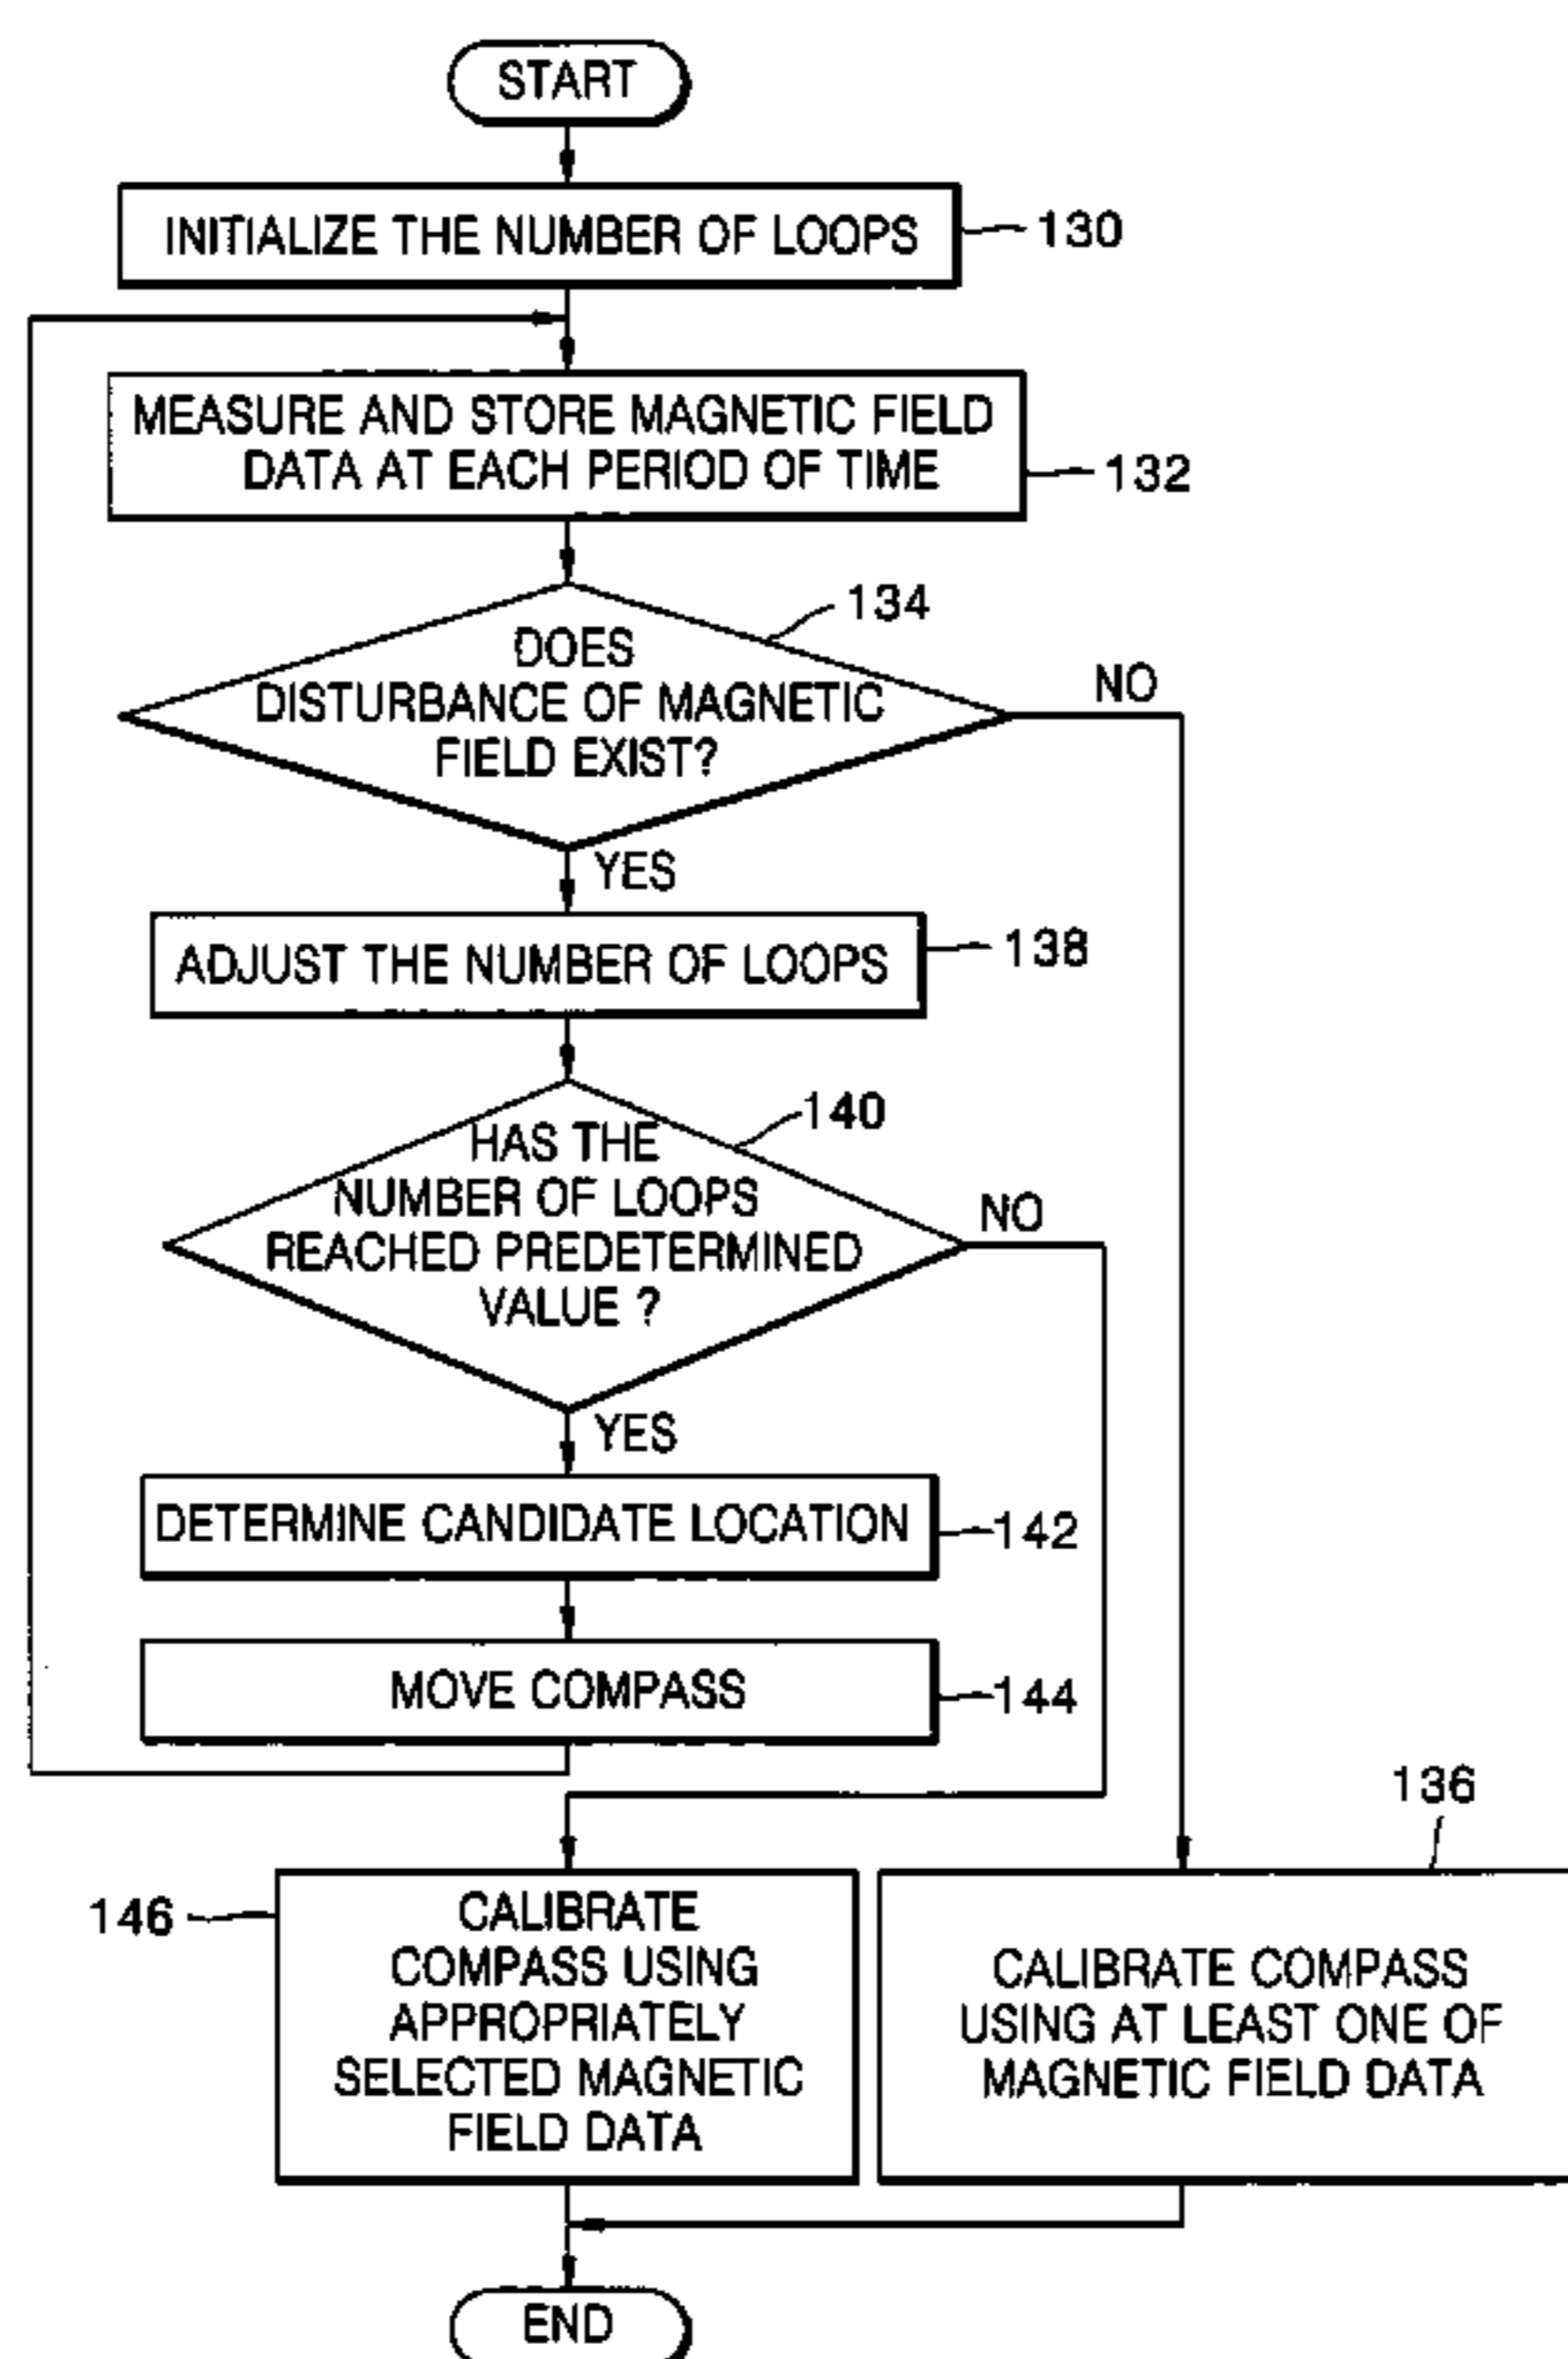 START
INITIALIZE THE NUMBER OF LOOPS
130
MEASURE AND STORE MAGNETIC FIELD
DATA AT EACH PERIOD OF TIME
132
134
DOES
DISTURBANCE OF MAGNETIC
FIELD EXIST?
NO
YES
ADJUST THE NUMBER OF LOOPS
138
140
HAS THE
NUMBER OF LOOPS
REACHED PREDETERMINED
VALUE ?
NO
YES
DETERMINE CANDIDATE LOCATION
142
MOVE COMPASS
144
136
146
CALIBRATE
COMPASS USING
APPROPRIATELY
SELECTED MAGNETIC
FIELD DATA
CALIBRATE COMPASS
USING AT LEAST ONE OF
MAGNETIC FIELD DATA
END